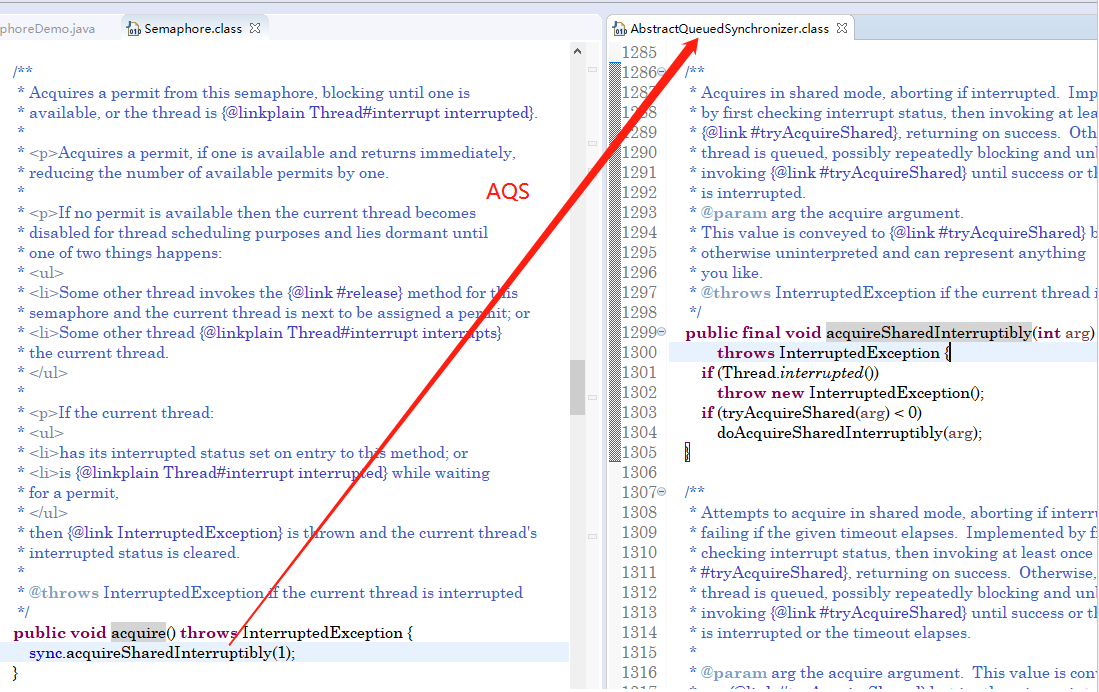 phoreDemo.java
Semaphore.class
/**
* Acquires a permit from this semaphore, blocking until one is
* available, or the thread is {@linkplain Thread#interrupt interrupted}.
*
* <p>Acquires a permit, if one is available and returns immediately,
* reducing the number of available permits by one.
*
* <p>If no permit is available then the current thread becomes
* disabled for thread scheduling purposes and lies dormant until
* one of two things happens:
* <ul>
* <li>Some other thread invokes the {@link #release} method for this
* semaphore and the current thread is next to be assigned a permit; or
* <li>Some other thread {@linkplain Thread#interrupt interrupts}
* the current thread.
* </ul>
*
* <p>If the current thread:
* <ul>
* <li>has its interrupted status set on entry to this method; or
* <li>is {@linkplain Thread#interrupt interrupted} while waiting
* for a permit,
* </ul>
* then {@link InterruptedException} is thrown and the current thread's
* interrupted status is cleared.
*
* @throws InterruptedException if the current thread is interrupted
*/
public void acquire() throws InterruptedException {
sync.acquireSharedInterruptibly(1);
}
AQS
AbstractQueuedSynchronizer.class
1285
1286 /**
1287 * Acquires in shared mode, aborting if interrupted. Imp
1288 * by first checking interrupt status, then invoking at lea
1289 * {@link #tryAcquireShared}, returning on success. Oth
1290 * thread is queued, possibly repeatedly blocking and unb
1291 * invoking {@link #tryAcquireShared} until success or th
1292 * is interrupted.
1293 * @param arg the acquire argument.
1294 * This value is conveyed to {@link #tryAcquireShared} b
1295 * otherwise uninterpreted and can represent anything
1296 * you like.
1297 * @throws InterruptedException if the current thread i
1298 */
1299 public final void acquireSharedInterruptibly(int arg)
1300 throws InterruptedException {
1301 if (Thread.interrupted())
1302 throw new InterruptedException();
1303 if (tryAcquireShared(arg) < 0)
1304 doAcquireSharedInterruptibly(arg);
1305 }
1306
1307 /**
1308 * Attempts to acquire in shared mode, aborting if interru
1309 * failing if the given timeout elapses. Implemented by fi
1310 * checking interrupt status, then invoking at least once
1311 * #tryAcquireShared}, returning on success. Otherwise,
1312 * thread is queued, possibly repeatedly blocking and unb
1313 * invoking {@link #tryAcquireShared} until success or th
1314 * is interrupted or the timeout elapses.
1315 *
1316 * @param arg the acquire argument. This value is conv